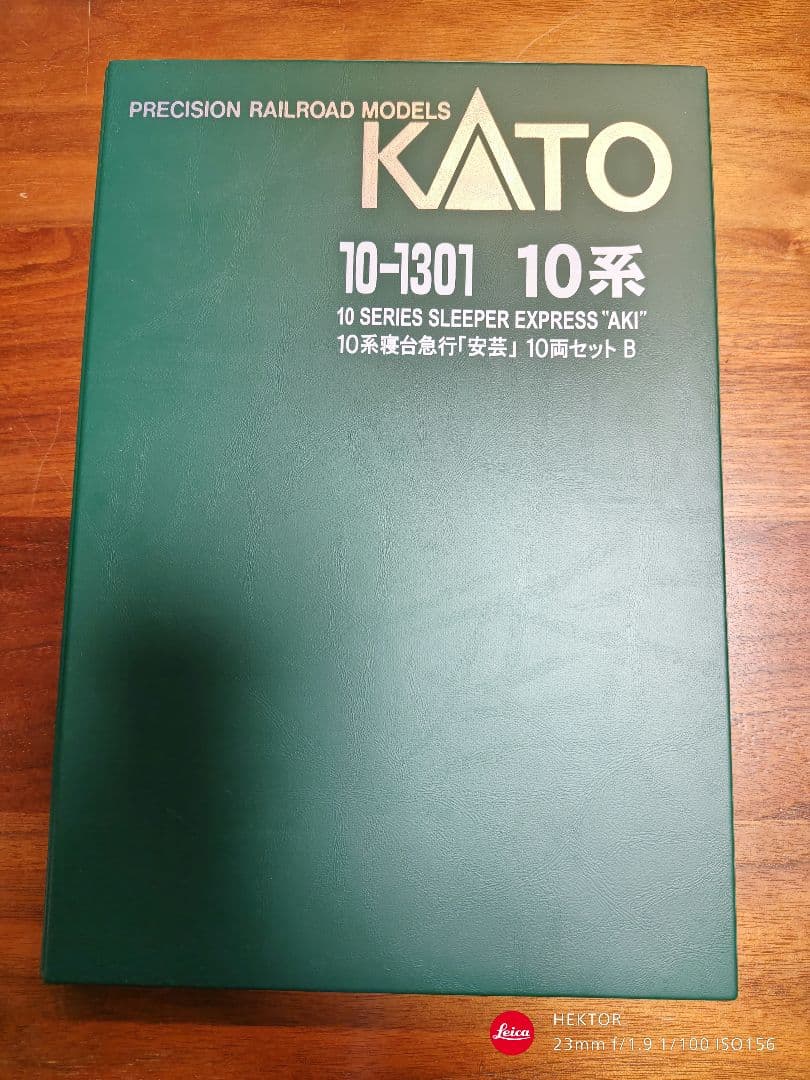 PRECISION RAILROAD MODELS
KATO
10-1301 10系
10 SERIES SLEEPER EXPRESS "AKI"
10系寝台急行「安芸」 10両セット B
Leica
HEKTOR
23mm f/1.9 1/100 ISO156